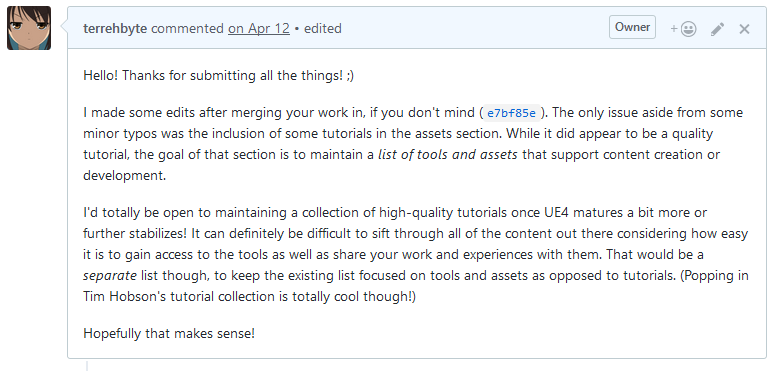 terrehbyte commented on Apr 12 • edited Owner
Hello! Thanks for submitting all the things! ;)
I made some edits after merging your work in, if you don't mind ( e7bf85e ). The only issue aside from some
minor typos was the inclusion of some tutorials in the assets section. While it did appear to be a quality
tutorial, the goal of that section is to maintain a list of tools and assets that support content creation or
development.
I'd totally be open to maintaining a collection of high-quality tutorials once UE4 matures a bit more or
further stabilizes! It can definitely be difficult to sift through all of the content out there considering how easy
it is to gain access to the tools as well as share your work and experiences with them. That would be a
separate list though, to keep the existing list focused on tools and assets as opposed to tutorials. (Popping in
Tim Hobson's tutorial collection is totally cool though!)
Hopefully that makes sense!